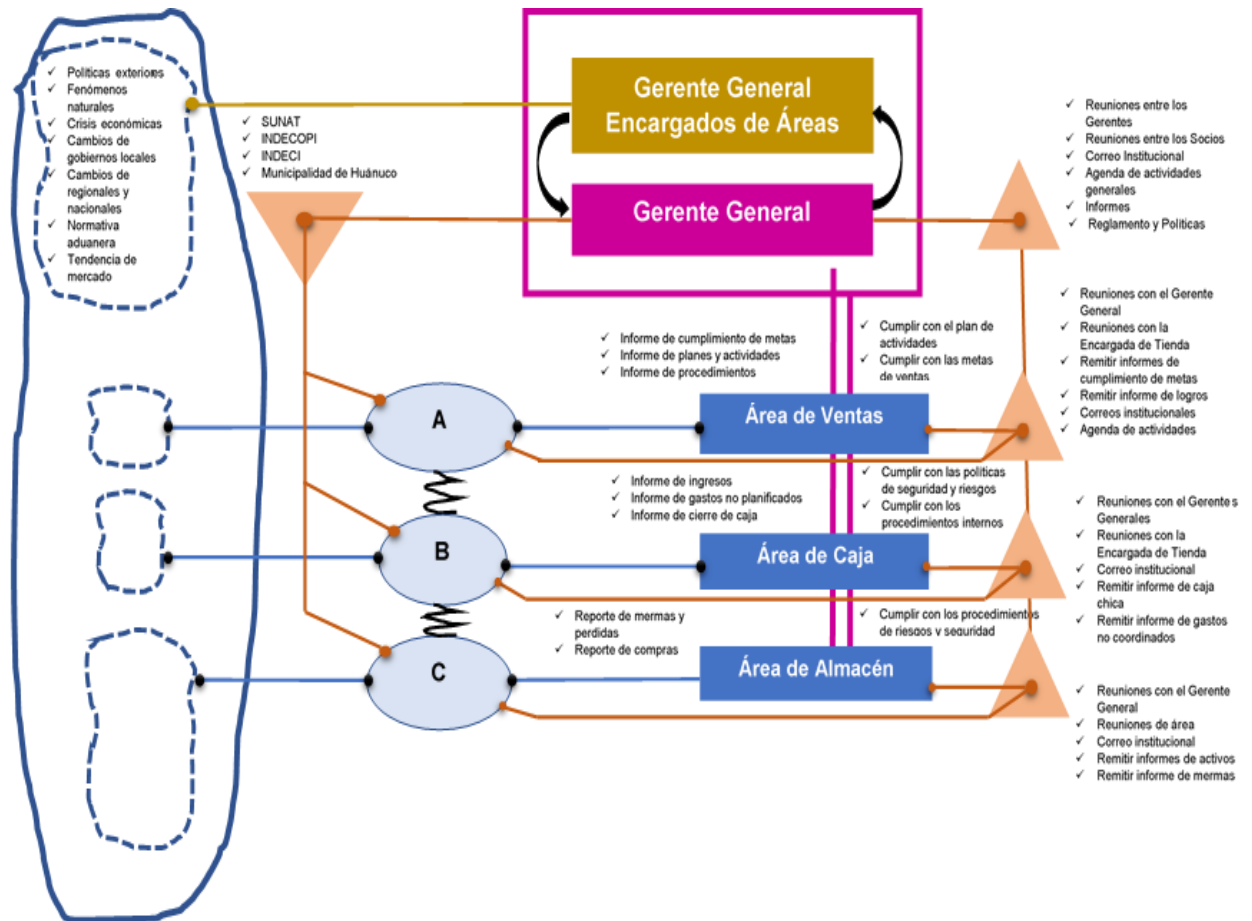 ✓ Políticas exteriores
✓ Fenómenos
naturales
✓ Crisis económicas
✓ Cambios de
gobiernos locales
✓ Cambios de
regionales y
nacionales
✓ Normativa
aduanera
✓ Tendencia de
mercado
✓ SUNAT
✓ INDECOPI
✓ INDECI
✓ Municipalidad de Huánuco
Gerente General
Encargados de Áreas
Gerente General
✓ Reuniones entre los
Gerentes
✓ Reuniones entre los Socios
✓ Correo Institucional
✓ Agenda de actividades
generales
✓ Informes
✓ Reglamento y Políticas
✓ Informe de cumplimiento de metas
✓ Informe de planes y actividades
✓ Informe de procedimientos
✓ Cumplir con el plan de
actividades
✓ Cumplir con las metas
de ventas
✓ Reuniones con el Gerente
General
✓ Reuniones con la
Encargada de Tienda
✓ Remitir informes de
cumplimiento de metas
✓ Remitir informe de logros
✓ Correos institucionales
✓ Agenda de actividades
A
Área de Ventas
✓ Informe de ingresos
✓ Informe de gastos no planificados
✓ Informe de cierre de caja
✓ Cumplir con las políticas
de seguridad y riesgos
✓ Cumplir con los
procedimientos internos
✓ Reuniones con el Gerente s
Generales
✓ Reuniones con la
Encargada de Tienda
✓ Correo institucional
✓ Remitir informe de caja
chica
✓ Remitir informe de gastos
no coordinados
B
Área de Caja
✓ Reporte de mermas y
perdidas
✓ Reporte de compras
✓ Cumplir con los procedimientos
de riesgos y seguridad
C
Área de Almacén
✓ Reuniones con el Gerente
General
✓ Reuniones de área
✓ Correo institucional
✓ Remitir informes de activos
✓ Remitir informe de mermas